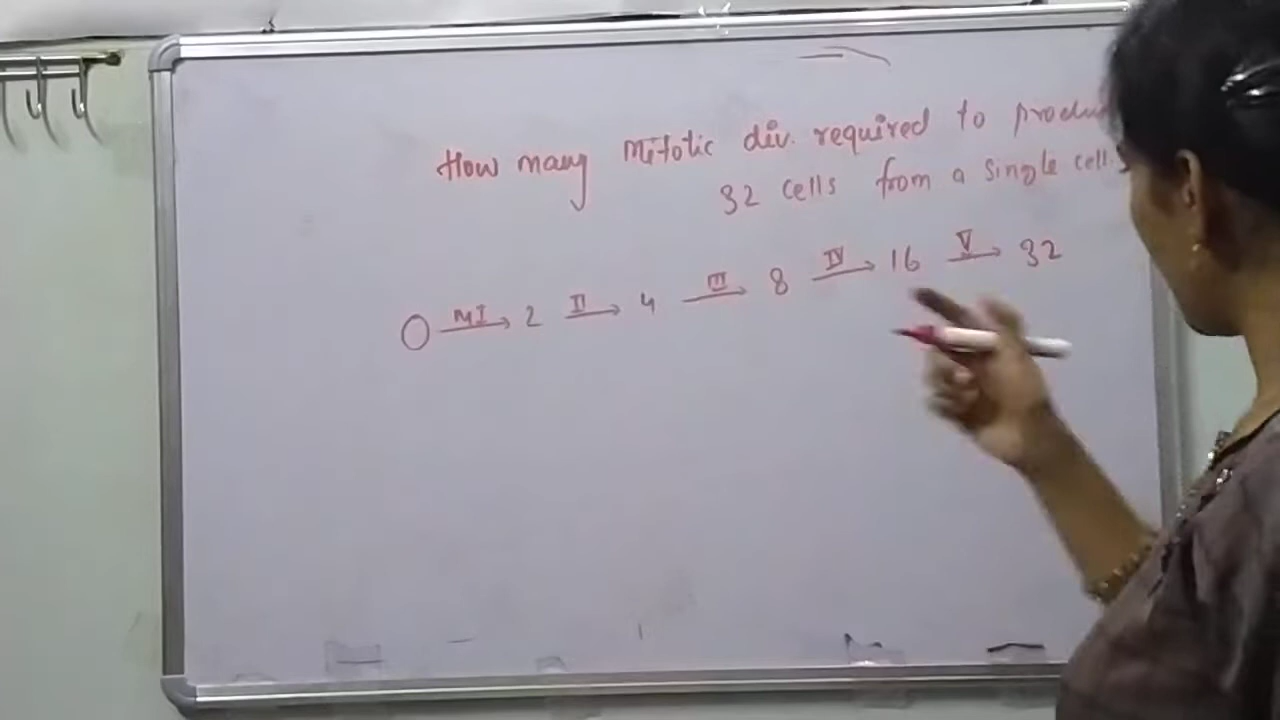 How many Mitotic div. required to produ
32 cells from a single cell.
MI 2 II 4 III 8 IV 16 V 32